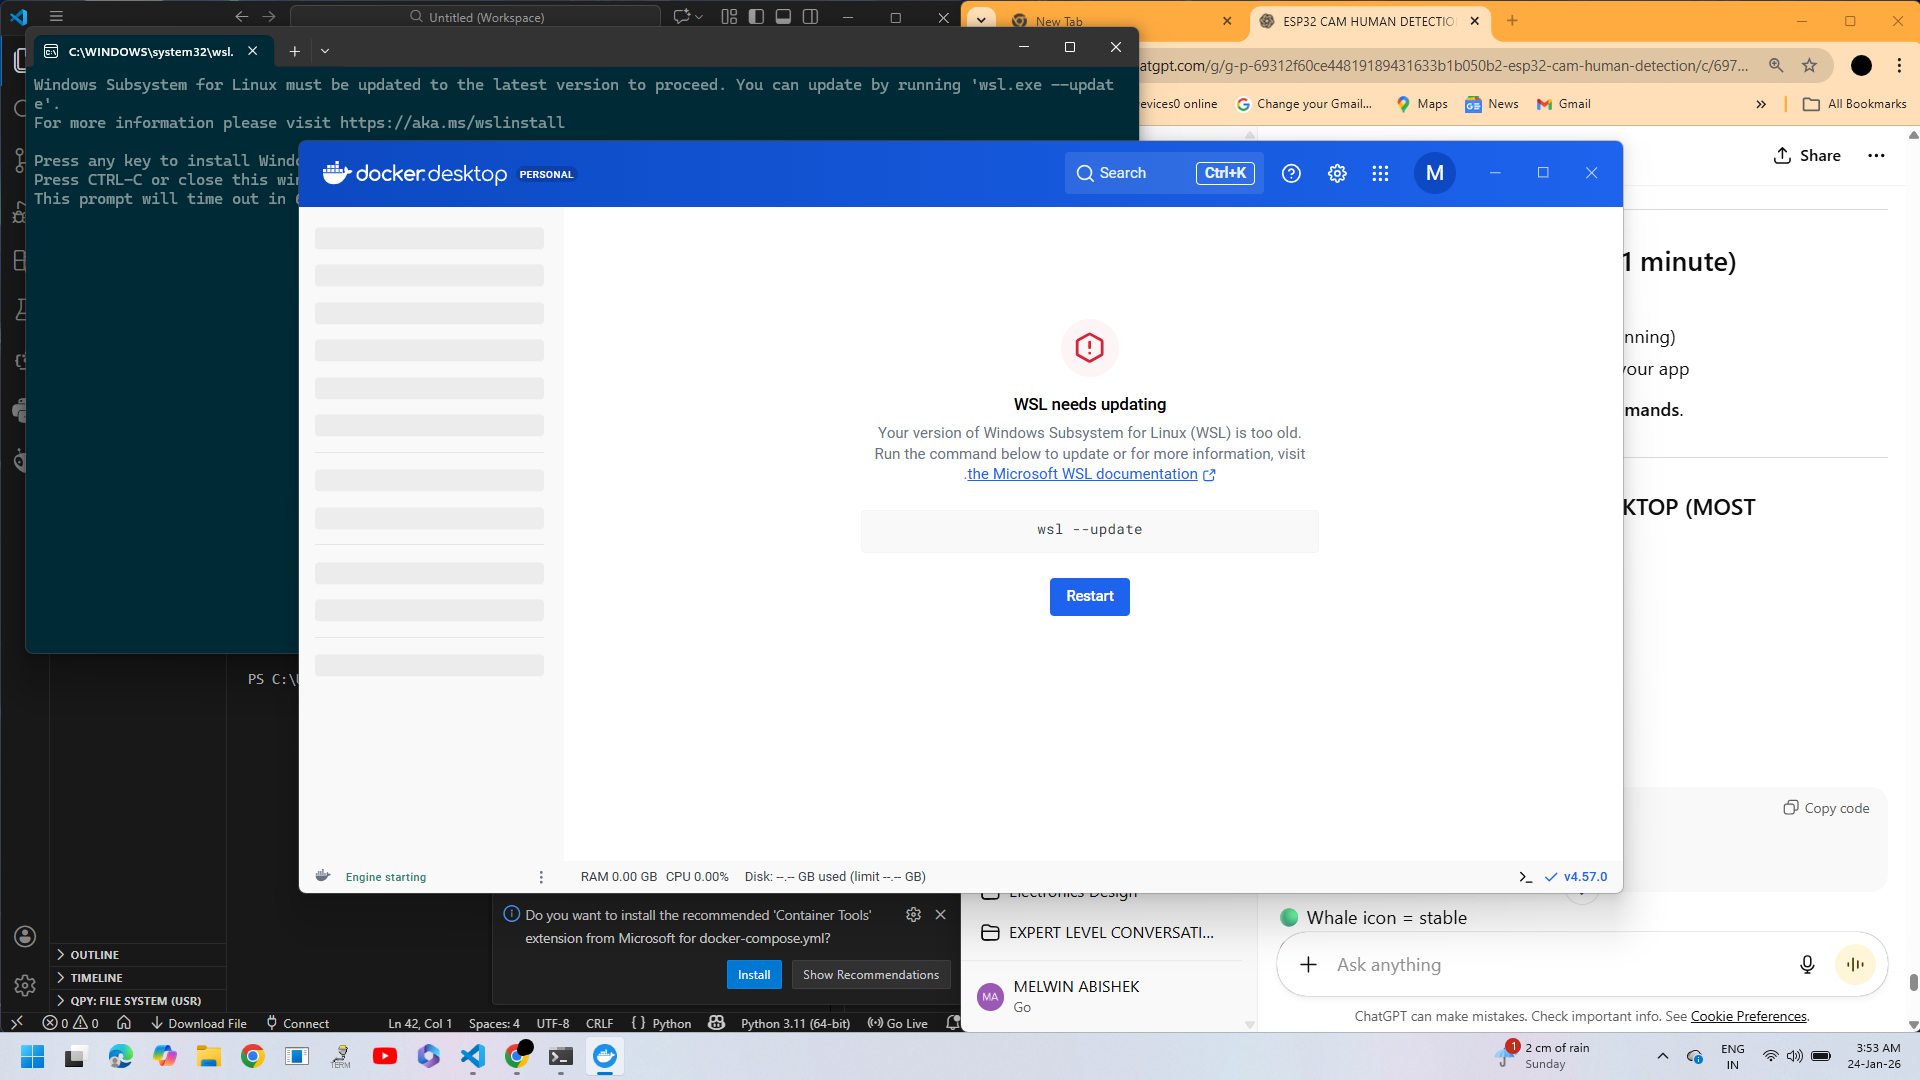 Untitled (Workspace)
New Tab
ESP32 CAM HUMAN DETECTIO
C:\WINDOWS\system32\wsl.
atgpt.com/g/g-p-69312f60ce44819189431633b1b050b2-esp32-cam-human-detection/c/697...
evices0 online
Change your Gmail...
Maps
News
Gmail
All Bookmarks
Windows Subsystem for Linux must be updated to the latest version to proceed. You can update by running 'wsl.exe --updat
e'.
For more information please visit https://aka.ms/wslinstall
Press any key to install Windo
Press CTRL-C or close this win
This prompt will time out in
docker.desktop PERSONAL
Search Ctrl+K
M
Share
1 minute)
nning)
your app
mands.
KTOP (MOST
WSL needs updating
Your version of Windows Subsystem for Linux (WSL) is too old.
Run the command below to update or for more information, visit
.the Microsoft WSL documentation
wsl --update
Restart
PS C:\U
Copy code
Engine starting
RAM 0.00 GB CPU 0.00% Disk: --.-- GB used (limit --.-- GB)
v4.57.0
Electronics Design
Do you want to install the recommended 'Container Tools'
extension from Microsoft for docker-compose.yml?
Install
Show Recommendations
Whale icon = stable
EXPERT LEVEL CONVERSATI...
Ask anything
MA
MELWIN ABISHEK
Go
OUTLINE
TIMELINE
QPY: FILE SYSTEM (USR)
ChatGPT can make mistakes. Check important info. See Cookie Preferences.
0 0
Download File
Connect
Ln 42, Col 1
Spaces: 4
UTF-8
CRLF
{ } Python
Python 3.11 (64-bit)
Go Live
TERM
1
2 cm of rain
Sunday
ENG
IN
3:53 AM
24-Jan-26